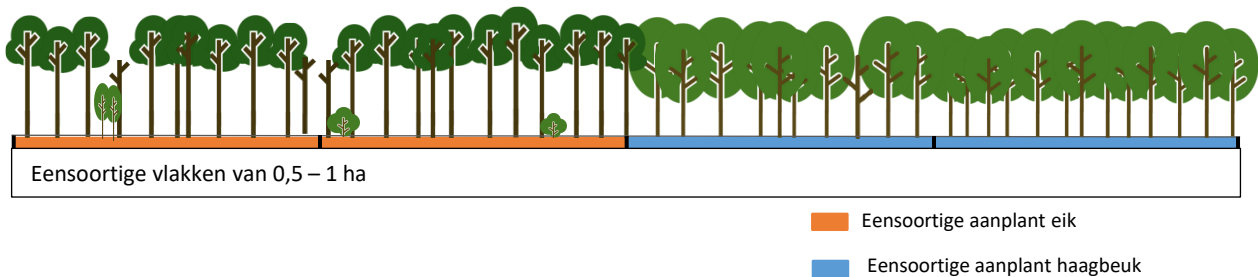 Eensoortige vlakken van 0,5 – 1 ha
Eensoortige aanplant eik
Eensoortige aanplant haagbeuk